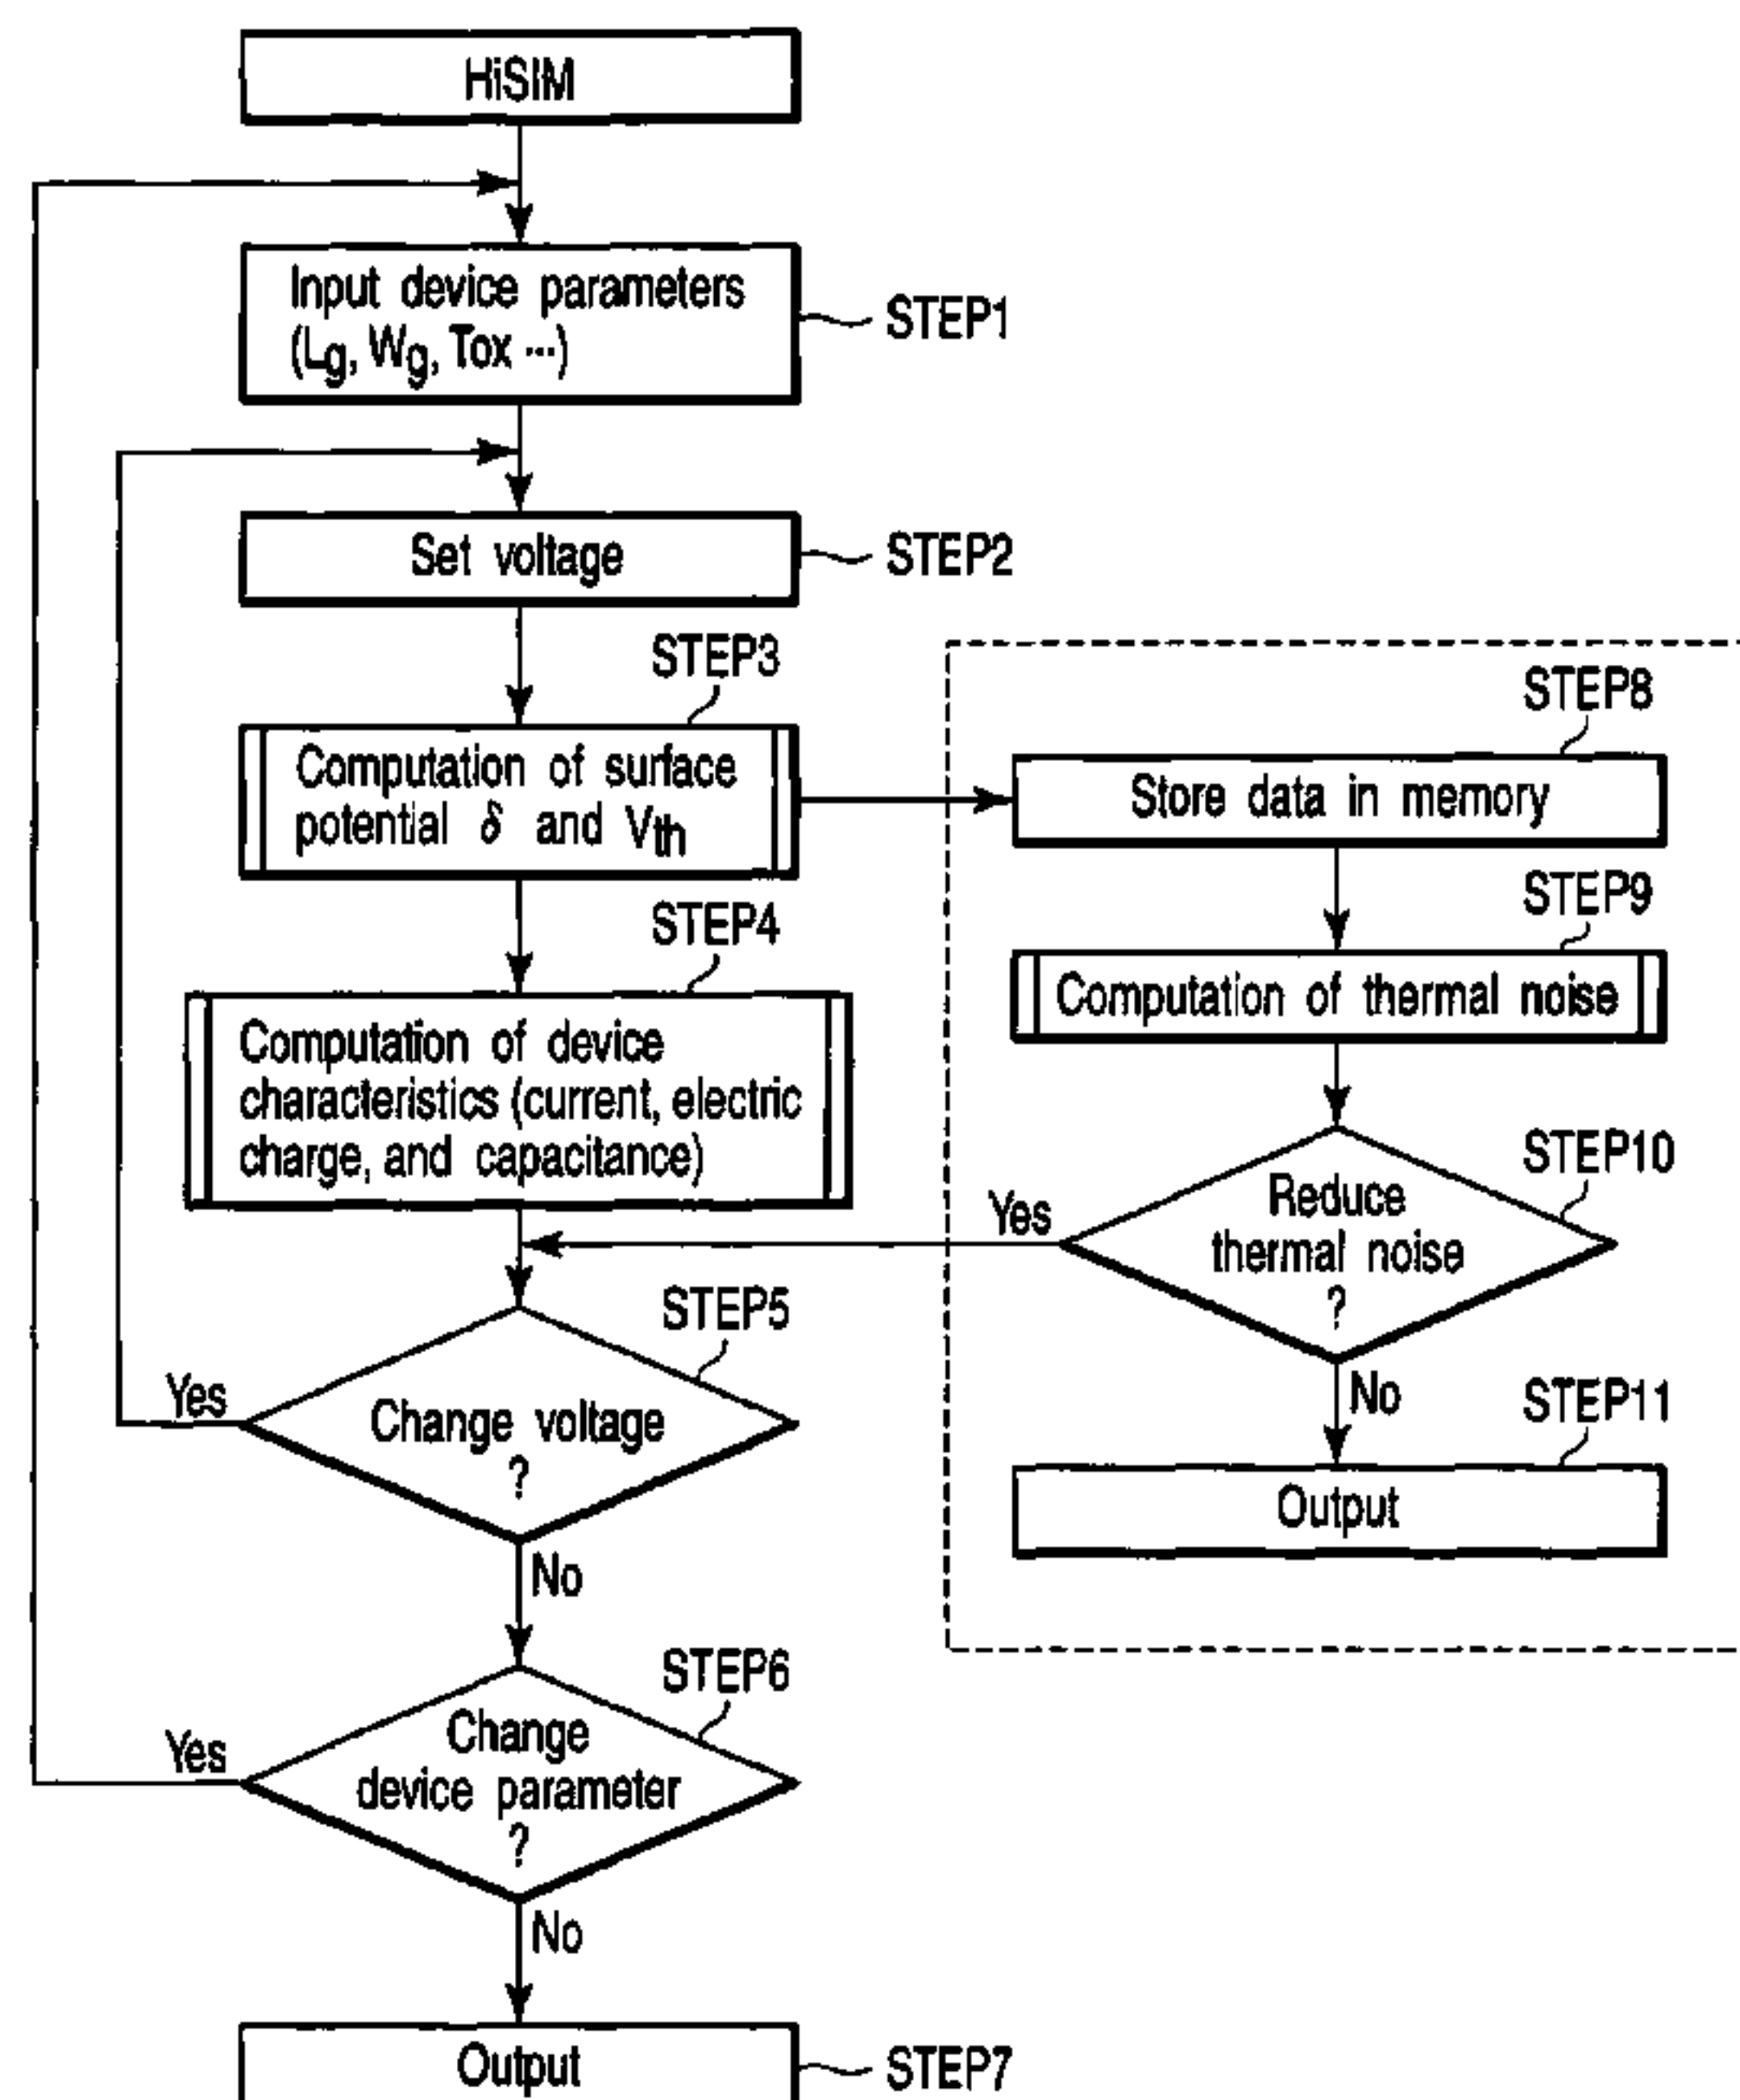 HiSIM
Input device parameters
(Lg, Wg, Tox ···)
STEP1
Set voltage
STEP2
STEP3
Computation of surface
potential δ and Vth
STEP4
Computation of device
characteristics (current, electric
charge, and capacitance)
STEP5
Change voltage
?
Yes
No
STEP6
Change
device parameter
?
Yes
No
Output
STEP7
STEP8
Store data in memory
STEP9
Computation of thermal noise
STEP10
Reduce
thermal noise
?
Yes
No
STEP11
Output